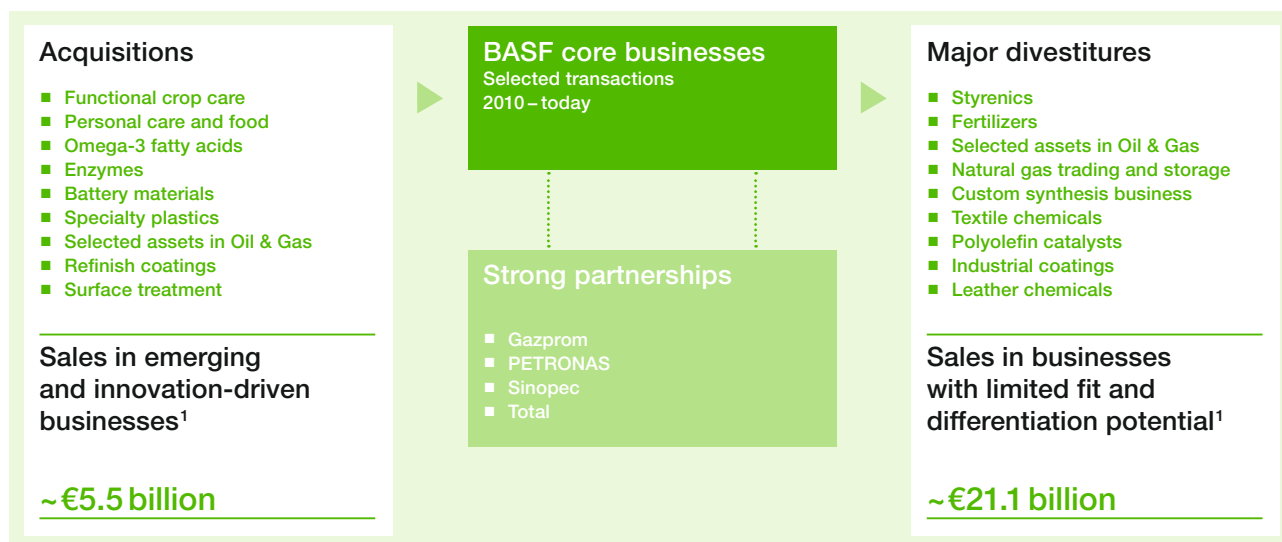 Acquisitions
■ Functional crop care
■ Personal care and food
■ Omega-3 fatty acids
■ Enzymes
■ Battery materials
■ Specialty plastics
■ Selected assets in Oil & Gas
■ Refinish coatings
■ Surface treatment
Sales in emerging
and innovation-driven
businesses¹
~€5.5 billion
BASF core businesses
Selected transactions
2010 – today
Strong partnerships
■ Gazprom
■ PETRONAS
■ Sinopec
■ Total
Major divestitures
■ Styrenics
■ Fertilizers
■ Selected assets in Oil & Gas
■ Natural gas trading and storage
■ Custom synthesis business
■ Textile chemicals
■ Polyolefin catalysts
■ Industrial coatings
■ Leather chemicals
Sales in businesses
with limited fit and
differentiation potential¹
~€21.1 billion